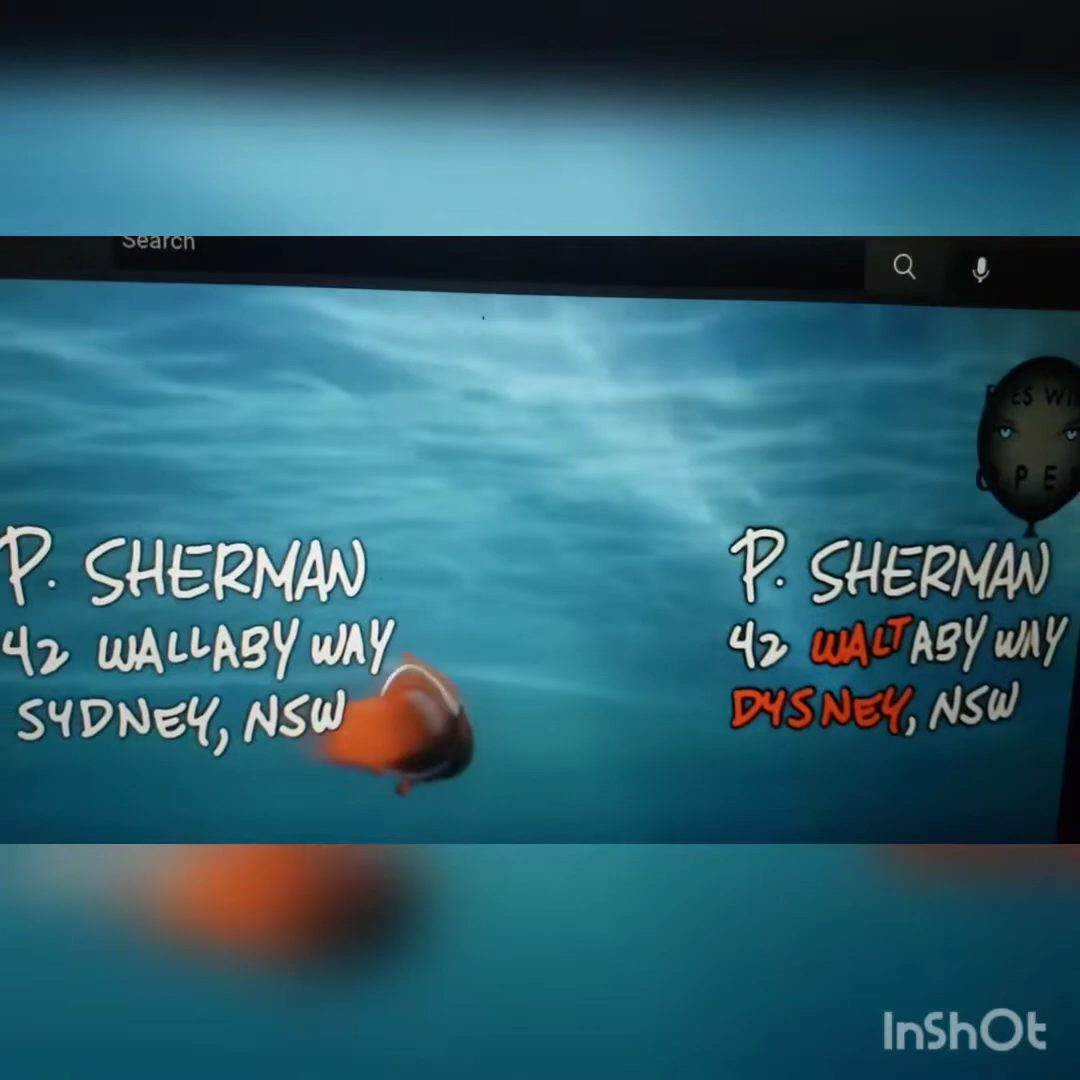 Search
P. SHERMAN
42 WALLABY WAY
SYDNEY, NSW
P. SHERMAN
42 WALTABY WAY
DYSNEY, NSW
InShOt